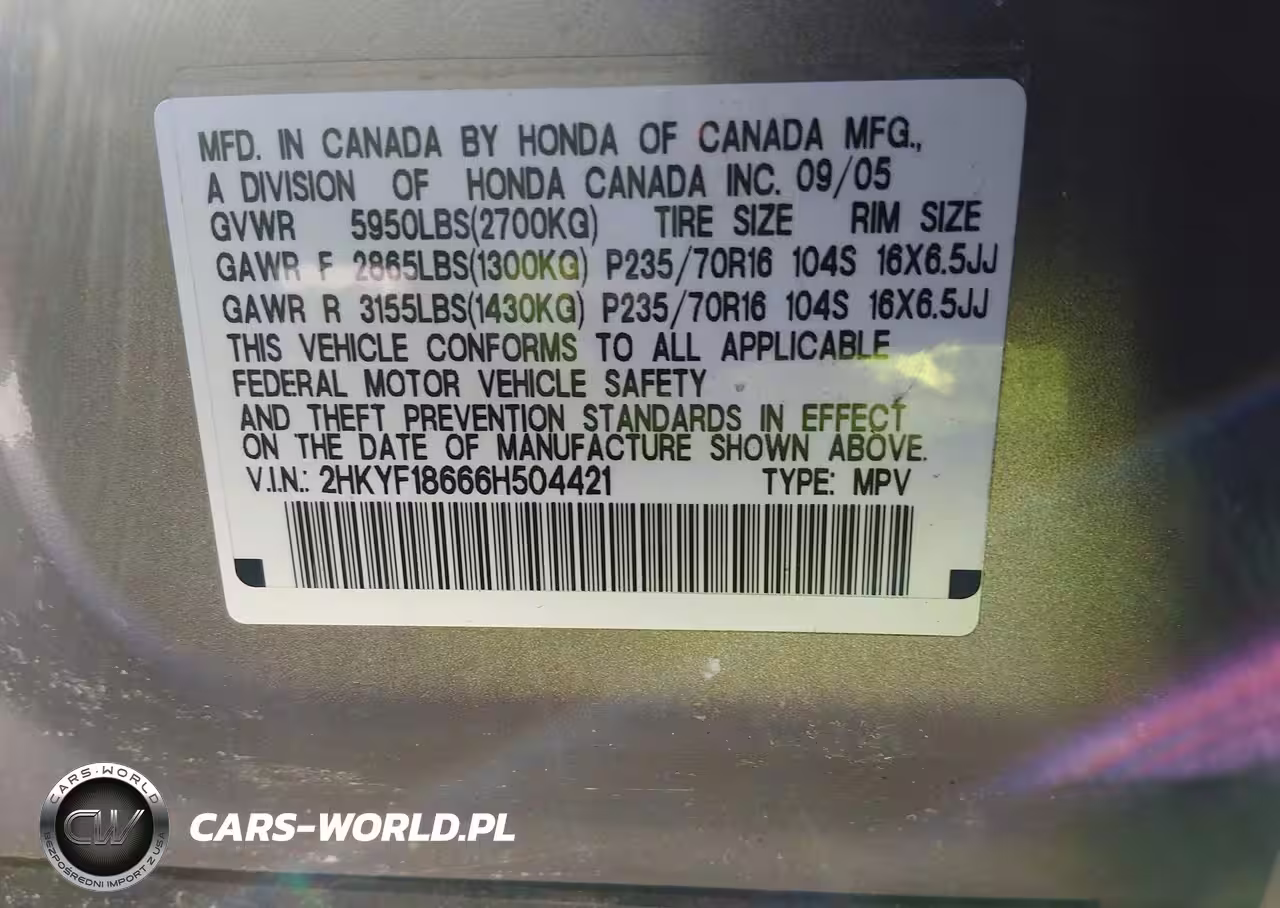 MFD. IN CANADA BY HONDA OF CANADA MFG.,
A DIVISION OF HONDA CANADA INC. 09/05
GVWR 5950LBS(2700KG) TIRE SIZE RIM SIZE
GAWR F 2865LBS(1300KG) P235/70R16 104S 16X6.5JJ
GAWR R 3155LBS(1430KG) P235/70R16 104S 16X6.5JJ
THIS VEHICLE CONFORMS TO ALL APPLICABLE
FEDERAL MOTOR VEHICLE SAFETY
AND THEFT PREVENTION STANDARDS IN EFFECT
ON THE DATE OF MANUFACTURE SHOWN ABOVE.
V.I.N.: 2HKYF18666H504421 TYPE: MPV
CARS-WORLD
CW
BEZPOŚREDNI IMPORT Z USA
CARS-WORLD.PL